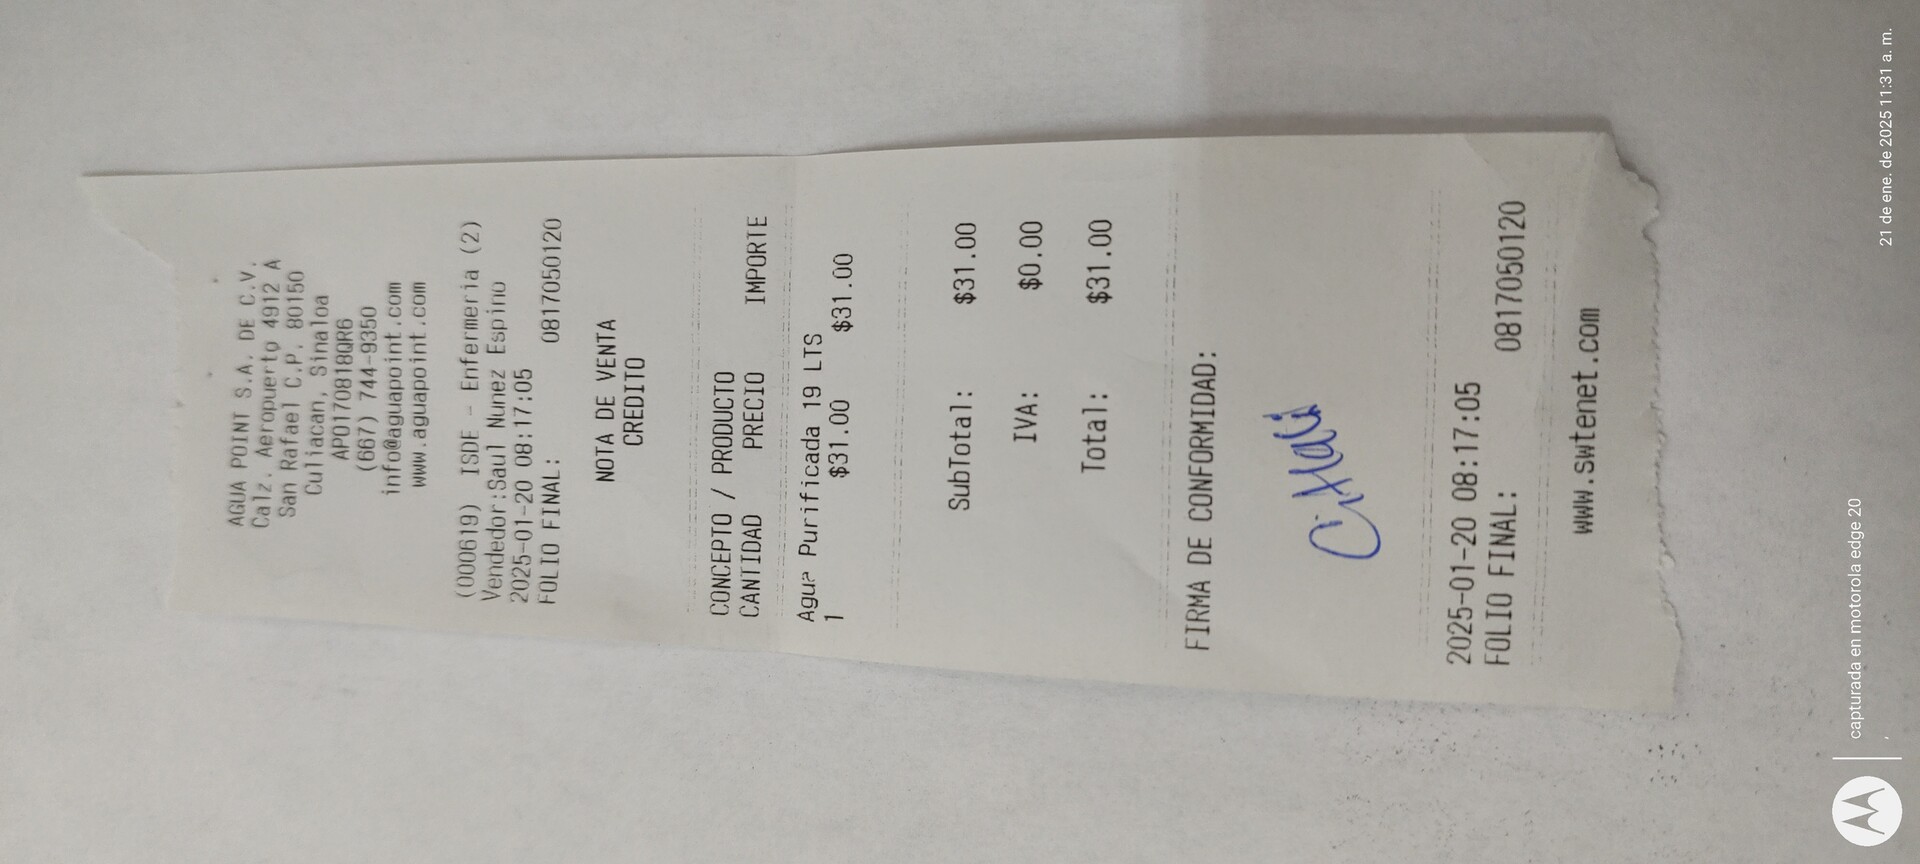 AGUA POINT S.A. DE C.V.
Calz. Aeropuerto 4912 A
San Rafael C.P. 80150
Culiacan, Sinaloa
APO170818QR6
(667) 744-9350
info@aguapoint.com
www.aguapoint.com
(000619) ISDE - Enfermeria (2)
Vendedor:Saul Nunez Espino
2025-01-20 08:17:05
FOLIO FINAL: 0817050120
NOTA DE VENTA
CREDITO
CONCEPTO / PRODUCTO
CANTIDAD PRECIO IMPORTE
Agua Purificada 19 LTS
1 $31.00 $31.00
SubTotal: $31.00
IVA: $0.00
Total: $31.00
FIRMA DE CONFORMIDAD:
2025-01-20 08:17:05
FOLIO FINAL: 0817050120
www.swtenet.com
capturada en motorola edge 20
21 de ene. de 2025 11:31 a. m.